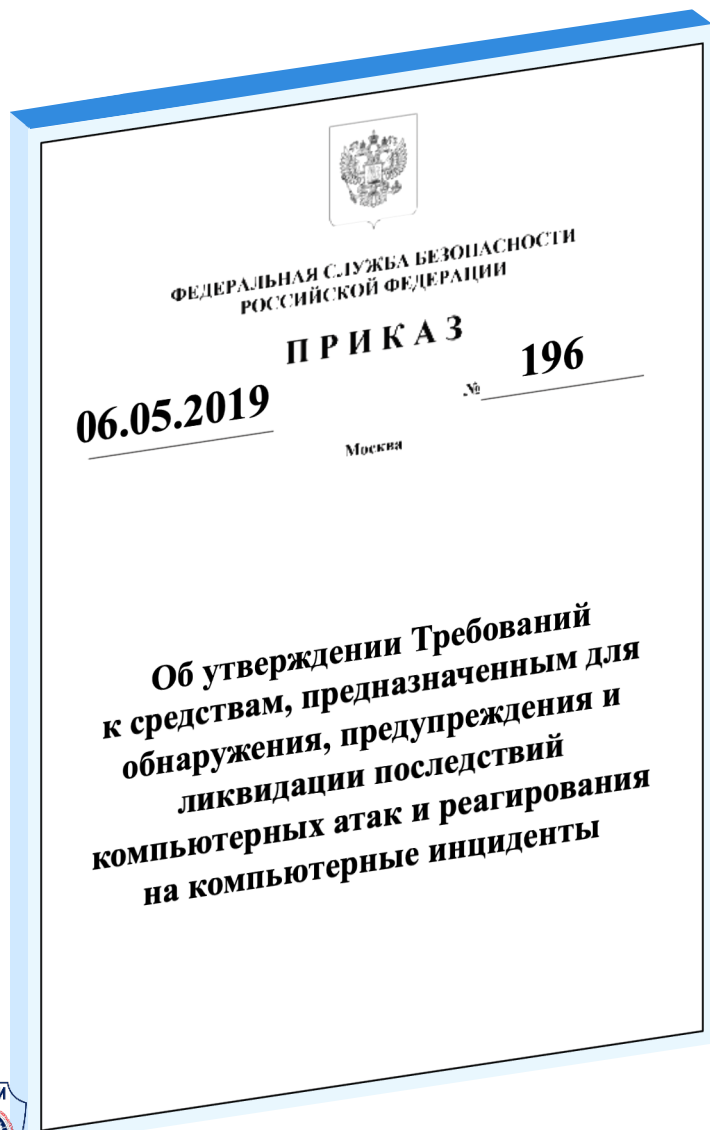 ФЕДЕРАЛЬНАЯ СЛУЖБА БЕЗОПАСНОСТИ
РОССИЙСКОЙ ФЕДЕРАЦИИ
ПРИКАЗ
06.05.2019 № 196
Москва
Об утверждении Требований
к средствам, предназначенным для
обнаружения, предупреждения и
ликвидации последствий
компьютерных атак и реагирования
на компьютерные инциденты